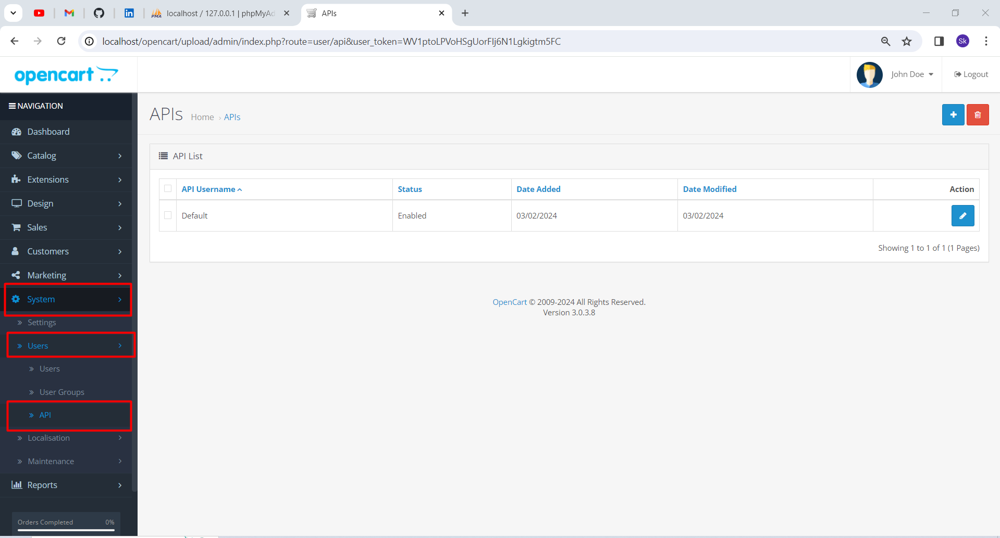 localhost / 127.0.0.1 | phpMyAd
APIs
localhost/opencart/upload/admin/index.php?route=user/api&user_token=WV1ptoLPVoHSgUorFIj6N1Lgkigtm5FC
Sk
opencart
John Doe
Logout
NAVIGATION
Dashboard
Catalog
Extensions
Design
Sales
Customers
Marketing
System
Settings
Users
Users
User Groups
API
Localisation
Maintenance
Reports
Orders Completed 0%
APIs Home › APIs
API List
API Username Status Date Added Date Modified Action
Default Enabled 03/02/2024 03/02/2024
Showing 1 to 1 of 1 (1 Pages)
OpenCart © 2009-2024 All Rights Reserved.
Version 3.0.3.8